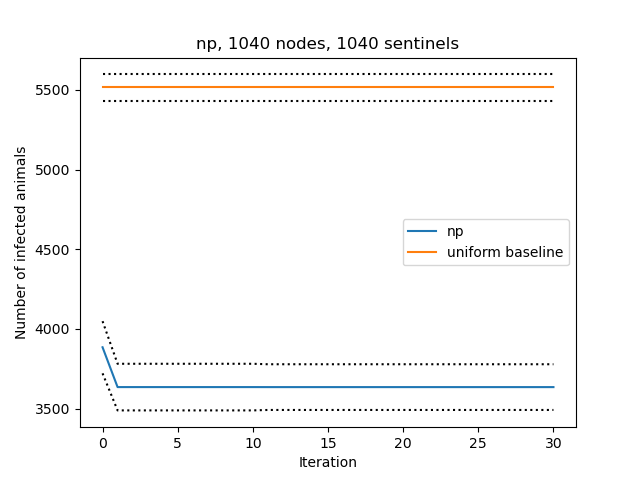 np, 1040 nodes, 1040 sentinels
Number of infected animals
5500
5000
4500
4000
3500
np
uniform baseline
0 5 10 15 20 25 30
Iteration